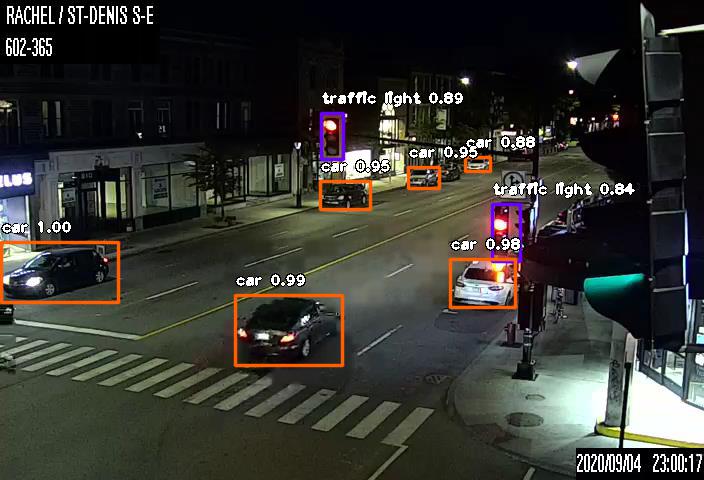 RACHEL / ST-DENIS S-E
602-365
traffic light 0.89
car 0.88
car 0.95
car 0.95
traffic light 0.84
car 1.00
car 0.98
car 0.99
2020/09/04 23:00:17